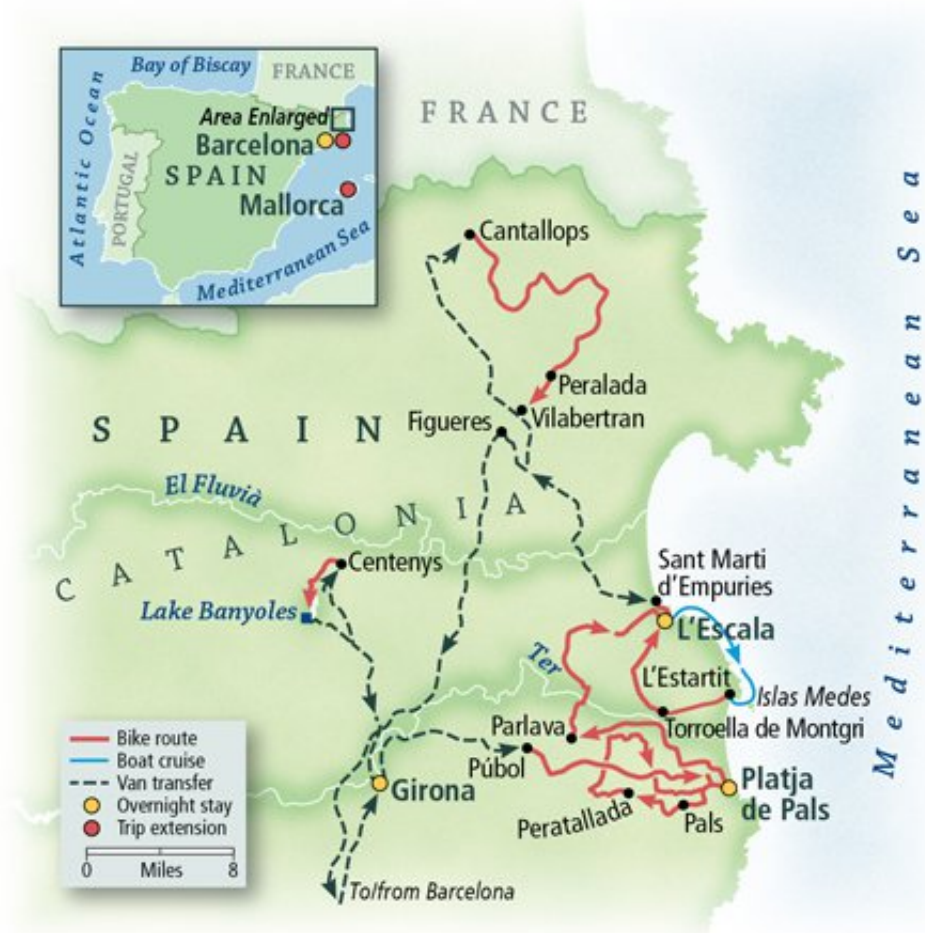 Bay of Biscay
FRANCE
Atlantic Ocean
Area Enlarged
Barcelona
PORTUGAL
SPAIN
Mallorca
Mediterranean Sea
FRANCE
Mediterranean Sea
Cantallops
Peralada
Vilabertran
Figueres
SPAIN
El Fluvià
CATALONIA
Centenys
Lake Banyoles
Sant Marti
d'Empuries
L'Escala
Ter
L'Estartit
Islas Medes
Torroella de Montgri
Parlava
Púbol
Girona
Platja
de Pals
Peratallada
Pals
To/from Barcelona
Bike route
Boat cruise
Van transfer
Overnight stay
Trip extension
0 Miles 8